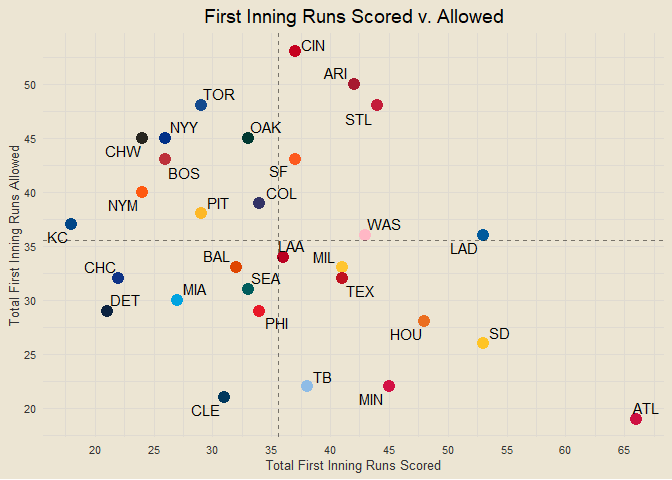 First Inning Runs Scored v. Allowed
CIN
ARI
TOR
STL
NYY
OAK
CHW
BOS
SF
NYM
PIT
COL
KC
WAS
LAD
LAA
BAL
MIL
CHC
SEA
DET
MIA
TEX
PHI
HOU
SD
TB
MIN
CLE
ATL
Total First Inning Runs Allowed
50
45
40
35
30
25
20
20
25
30
35
40
45
50
55
60
65
Total First Inning Runs Scored